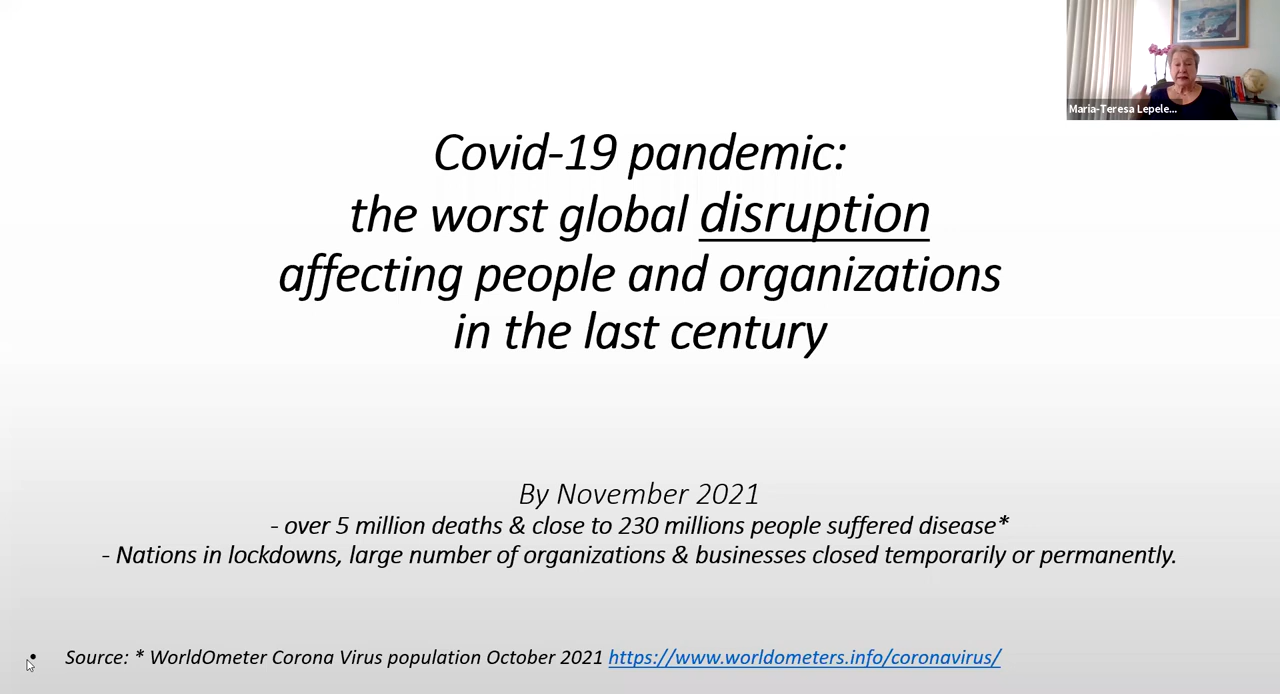 Maria-Teresa Lepele...
Covid-19 pandemic:
the worst global disruption
affecting people and organizations
in the last century
By November 2021
- over 5 million deaths & close to 230 millions people suffered disease*
- Nations in lockdowns, large number of organizations & businesses closed temporarily or permanently.
• Source: * WorldOmeter Corona Virus population October 2021 https://www.worldometers.info/coronavirus/